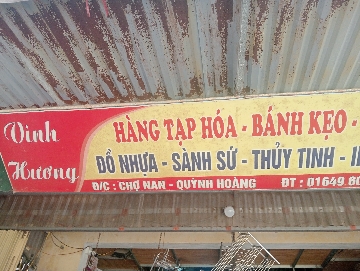 Vinh Hương
HÀNG TẠP HÓA - BÁNH KẸO -
ĐỒ NHỰA - SÀNH SỨ - THỦY TINH -
Đ/C : CHỢ NAN - QUỲNH HOÀNG ĐT : 01649